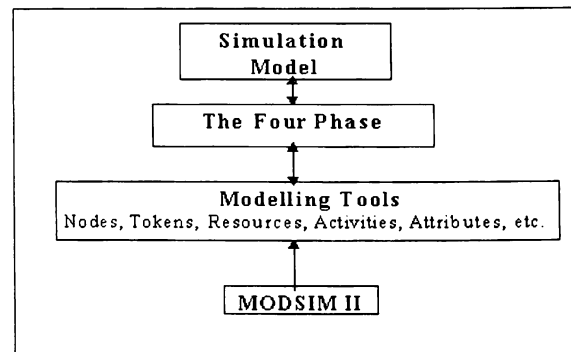 Simulation
Model
The Four Phase
Modelling Tools
Nodes, Tokens, Resources, Activities, Attributes, etc.
MODSIM II